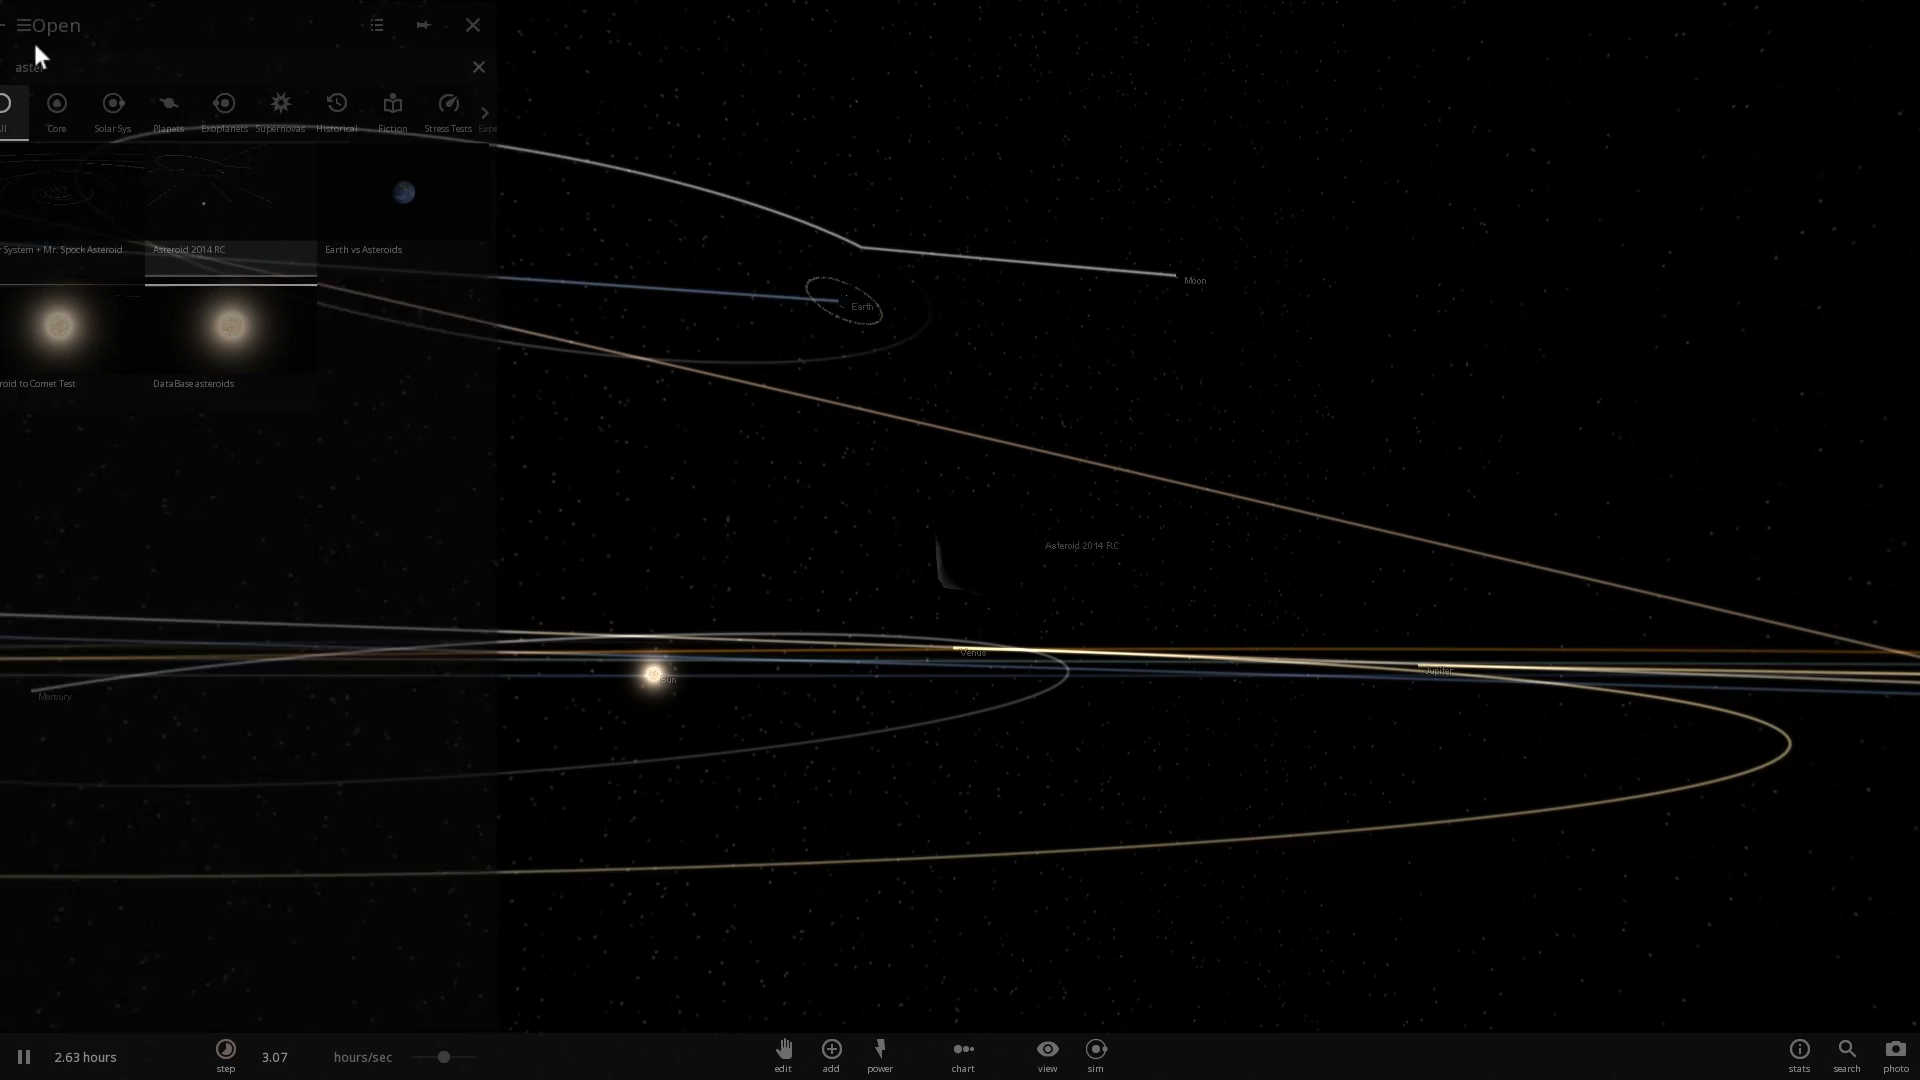 Open
aster
All Core Solar Sys Planets Exoplanets Supernovas Historical Fiction Stress Tests Expe
r System + Mr. Spock Asteroid Asteroid 2014 RC Earth vs Asteroids
Moon
Earth
roid to Comet Test DataBase asteroids
Asteroid 2014 RC
Venus
Jupiter
Sun
Mercury
2.63 hours 3.07 hours/sec
step edit add power chart view sim stats search photo